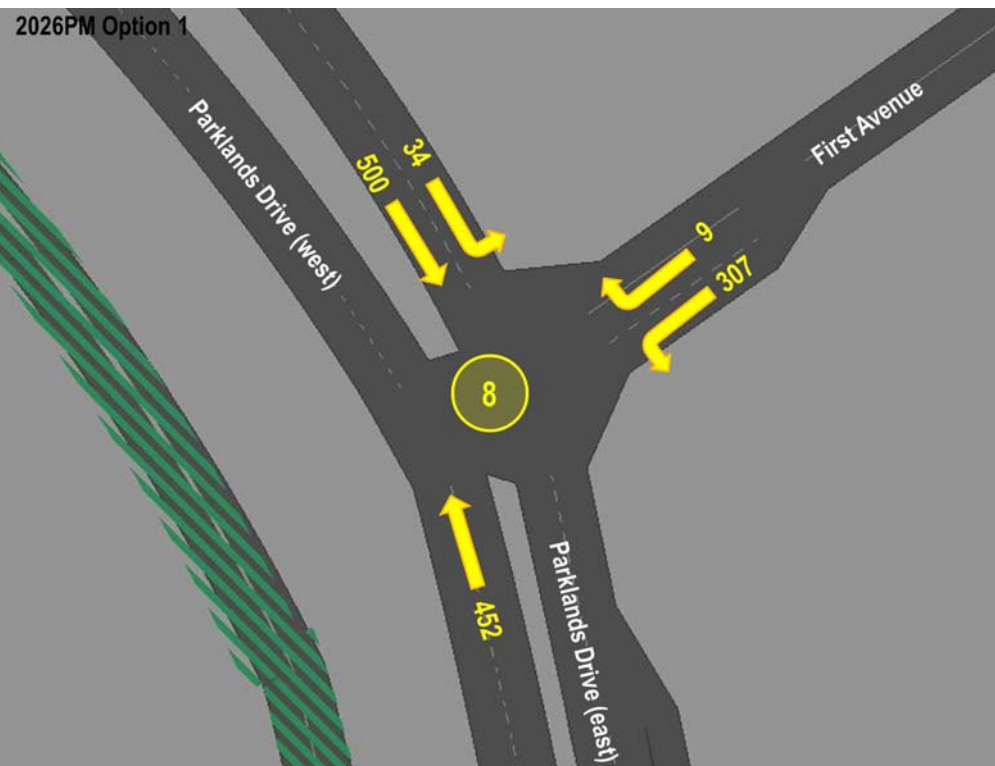 2026PM Option 1
Parklands Drive (west)
500
34
First Avenue
9
307
8
452
Parklands Drive (east)